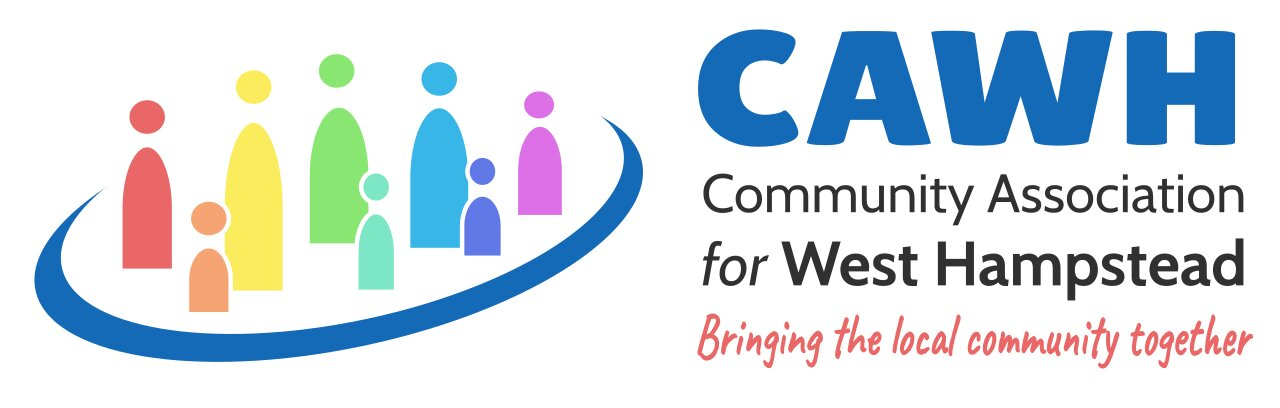 CAWH
Community Association
for West Hampstead
Bringing the local community together